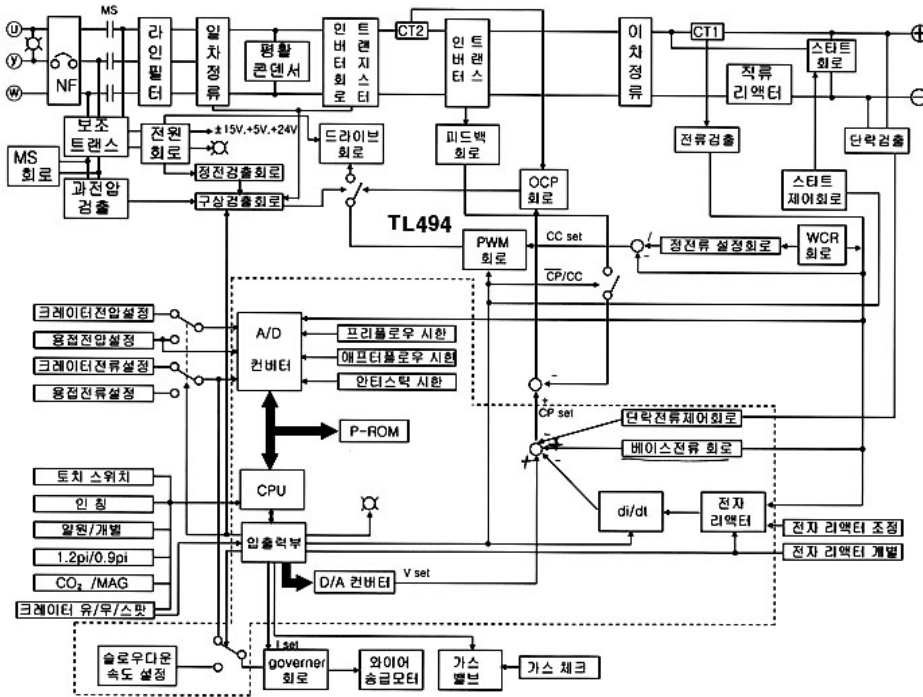 MS
U
Y
W
NF
라인필터
일차정류
평활
콘덴서
인버터회로
트랜지스터
CT2
인버터
트랜스
이차정류
CT1
스타트
회로
직류
리액터
+
−
보조
트랜스
MS
회로
과전압
검출
전원
회로
±15V,+5V,+24V
정전검출회로
구상검출회로
드라이브
회로
피드백
회로
OCP
회로
전류검출
단락검출
스타트
제어회로
TL494
PWM
회로
CC set
정전류 설정회로
WCR
회로
CP/CC
크레이터전압설정
용접전압설정
크레이터전류설정
용접전류설정
A/D
컨버터
프리플로우 시한
애프터플로우 시한
안티스틱 시한
P-ROM
CP set
단락전류제어회로
베이스전류 회로
토치 스위치
인 칭
일원/개별
1.2pi/0.9pi
CO₂ /MAG
크레이터 유/무/스팟
CPU
입출력부
D/A 컨버터
V set
di/dt
전자
리액터
전자 리액터 조정
전자 리액터 개별
슬로우다운
속도 설정
I set
governer
회로
와이어
송급모터
가스
밸브
가스 체크